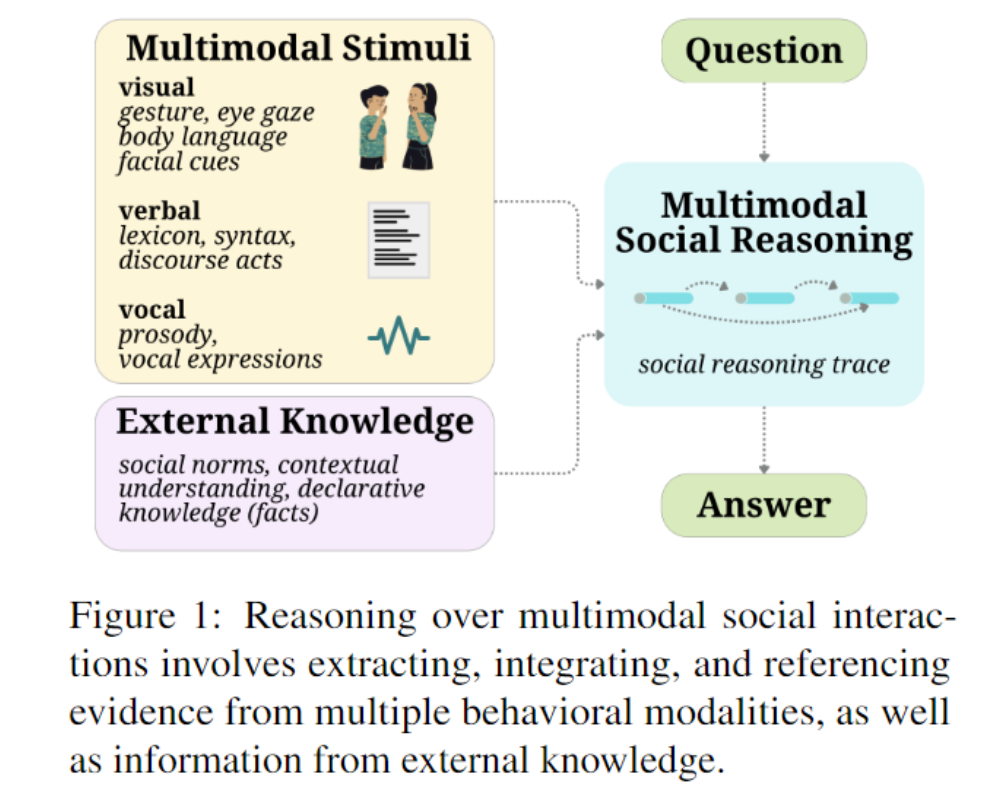 Multimodal Stimuli
visual
gesture, eye gaze
body language
facial cues
verbal
lexicon, syntax,
discourse acts
vocal
prosody,
vocal expressions
External Knowledge
social norms, contextual
understanding, declarative
knowledge (facts)
Question
Multimodal
Social Reasoning
social reasoning trace
Answer
Figure 1: Reasoning over multimodal social interac-
tions involves extracting, integrating, and referencing
evidence from multiple behavioral modalities, as well
as information from external knowledge.